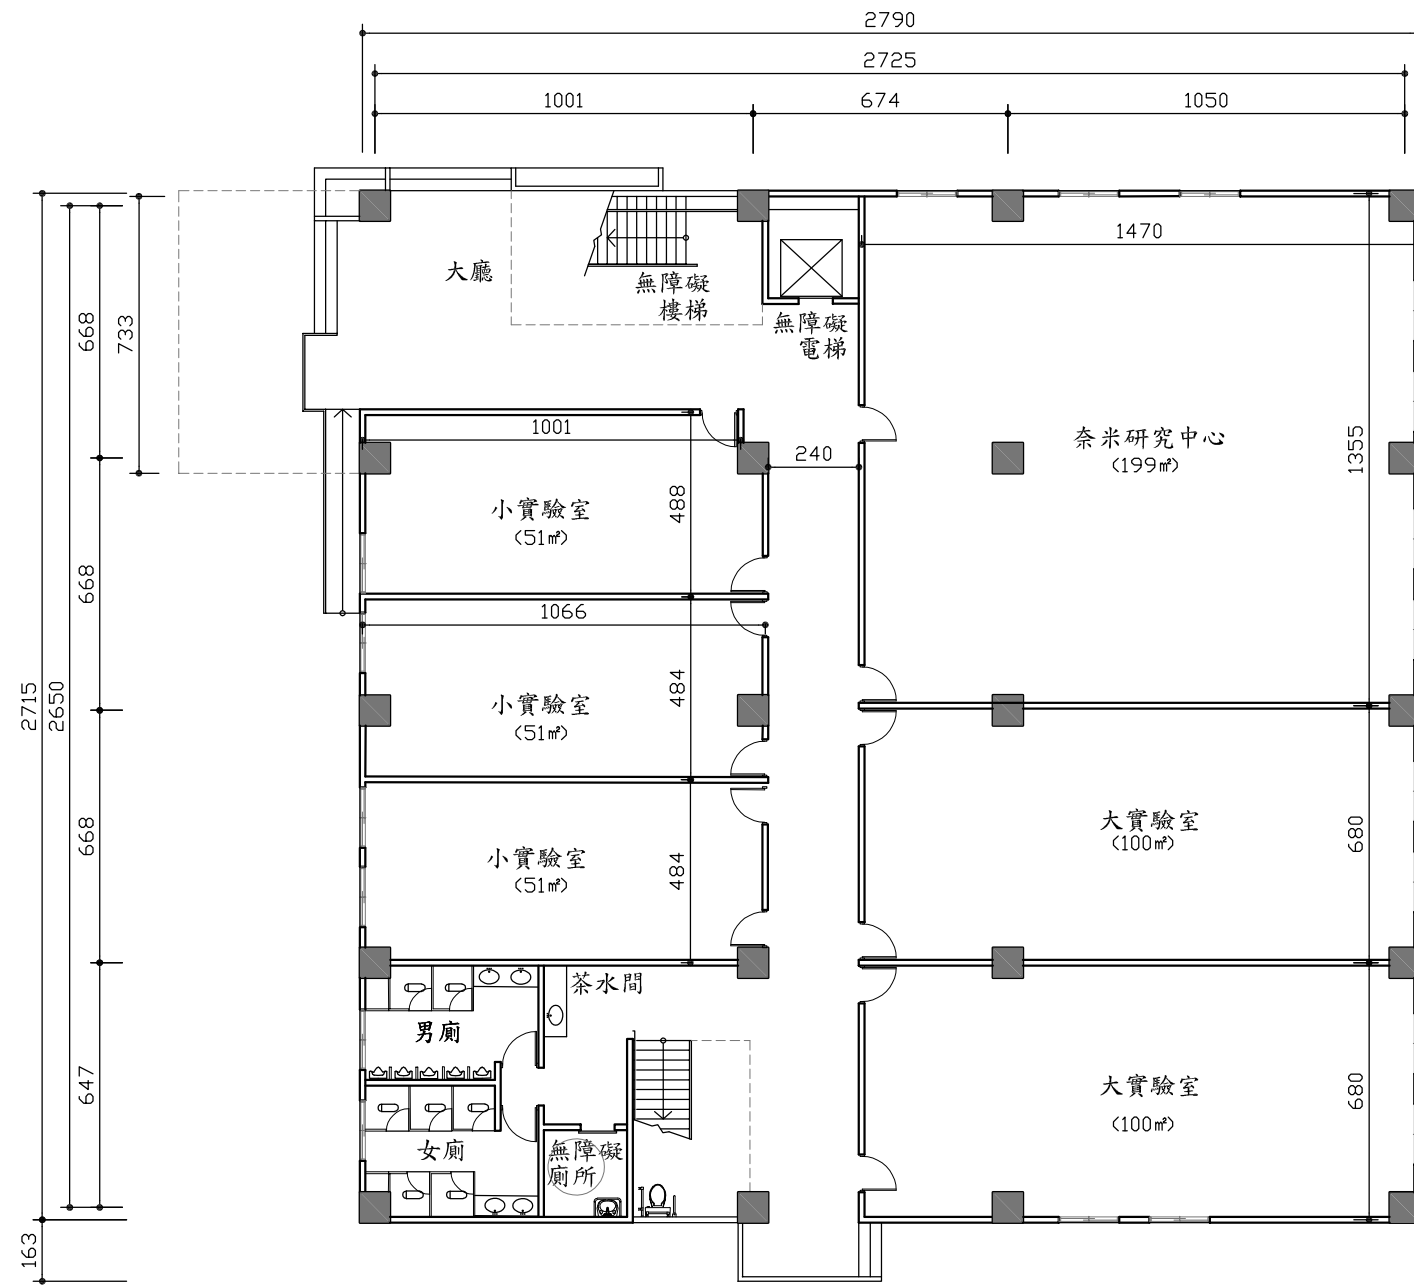 2790
2725
1001
674
1050
1470
大廳
無障礙
樓梯
無障礙
電梯
668
733
1001
240
奈米研究中心
(199㎡)
1355
488
小實驗室
(51㎡)
668
1066
2715
2650
484
小實驗室
(51㎡)
668
484
小實驗室
(51㎡)
大實驗室
(100㎡)
680
茶水間
男廁
647
女廁
無障礙
廁所
大實驗室
(100㎡)
680
163